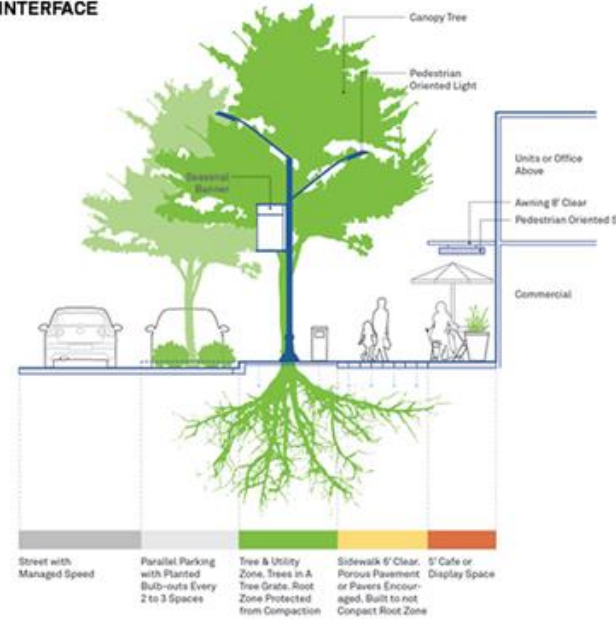 INTERFACE
Canopy Tree
Pedestrian
Oriented Light
Seasonal
Banner
Units or Office
Above
Awning 8' Clear
Pedestrian Oriented S
Commercial
Street with
Managed Speed
Parallel Parking
with Planted
Bulb-outs Every
2 to 3 Spaces
Tree & Utility
Zone. Trees in A
Tree Grate. Root
Zone Protected
from Compaction
Sidewalk 6' Clear.
Porous Pavement
or Pavers Encour-
aged. Built to not
Conpact Root Zone
5' Cafe or
Display Space